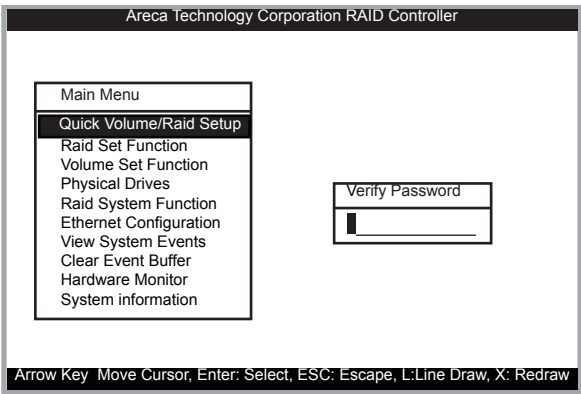 Areca Technology Corporation RAID Controller
Main Menu
Quick Volume/Raid Setup
Raid Set Function
Volume Set Function
Physical Drives
Raid System Function
Ethernet Configuration
View System Events
Clear Event Buffer
Hardware Monitor
System information
Verify Password
Arrow Key Move Cursor, Enter: Select, ESC: Escape, L:Line Draw, X: Redraw